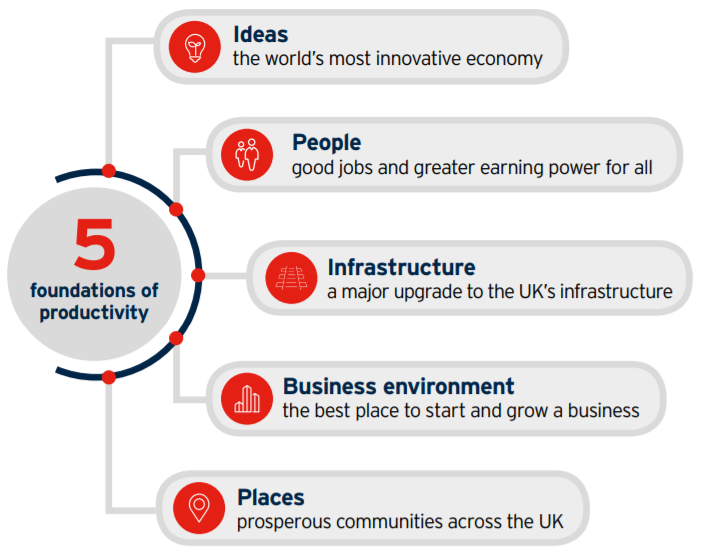 5
foundations of
productivity
Ideas
the world's most innovative economy
People
good jobs and greater earning power for all
Infrastructure
a major upgrade to the UK's infrastructure
Business environment
the best place to start and grow a business
Places
prosperous communities across the UK